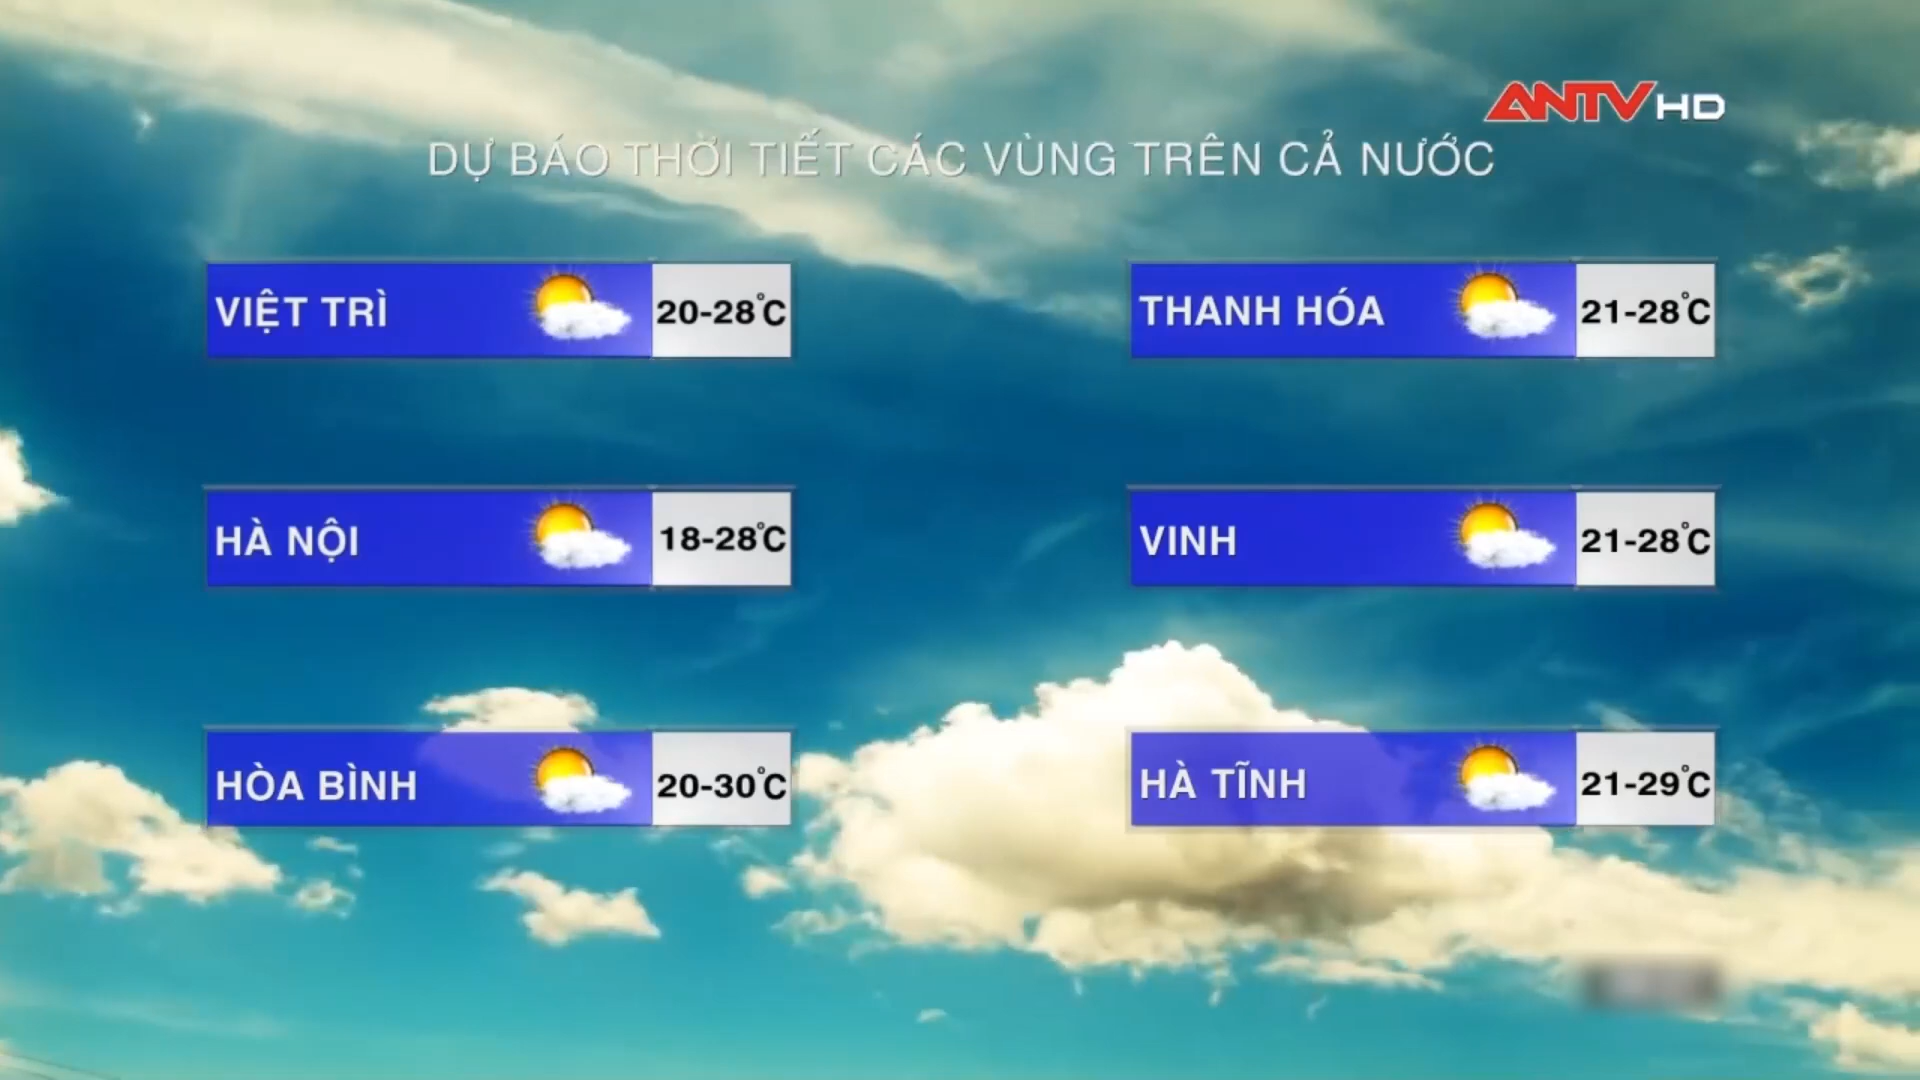 ANTV HD
DỰ BÁO THỜI TIẾT CÁC VÙNG TRÊN CẢ NƯỚC
VIỆT TRÌ 20-28°C
THANH HÓA 21-28°C
HÀ NỘI 18-28°C
VINH 21-28°C
HÒA BÌNH 20-30°C
HÀ TĨNH 21-29°C